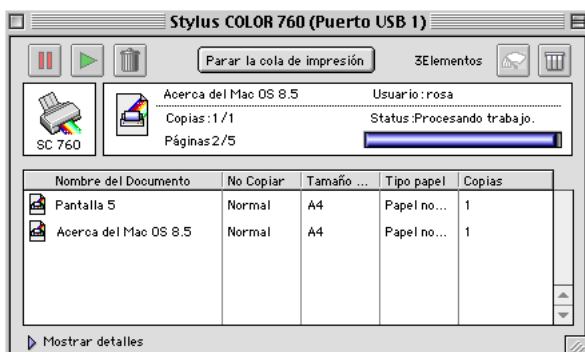 Stylus COLOR 760 (Puerto USB 1)
Parar la cola de impresión
3Elementos
SC 760
Acerca del Mac OS 8.5 Usuario:rosa
Copias:1/1 Status:Procesando trabajo.
Páginas2/5
Nombre del Documento No Copiar Tamaño ... Tipo papel Copias
Pantalla 5 Normal A4 Papel no... 1
Acerca del Mac OS 8.5 Normal A4 Papel no... 1
Mostrar detalles